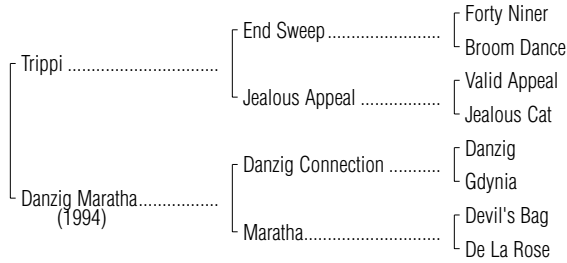 Forty Niner
End Sweep
Broom Dance
Trippi
Valid Appeal
Jealous Appeal
Jealous Cat
Danzig
Danzig Connection
Gdynia
Danzig Maratha
(1994)
Devil's Bag
Maratha
De La Rose